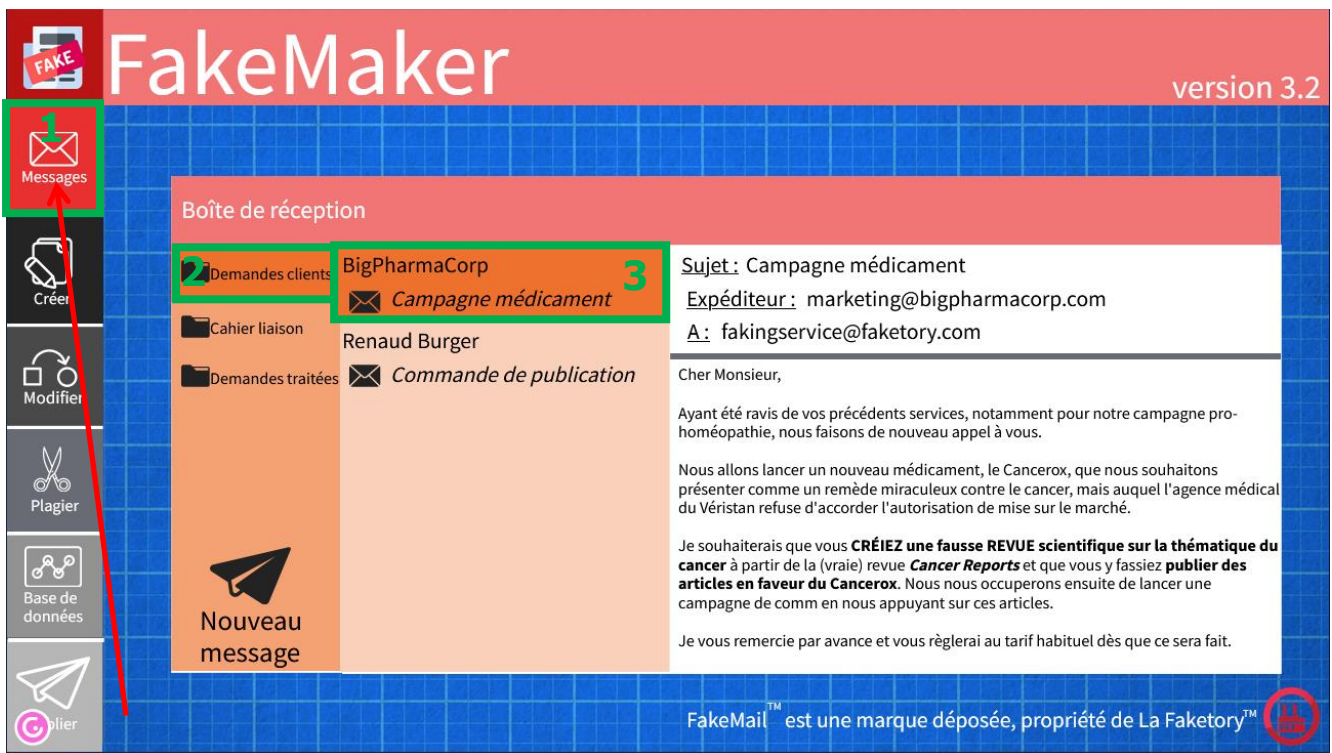 FAKE
FakeMaker
version 3.2
1
Messages
Créer
Modifier
Plagier
Base de
données
Boîte de réception
2
Demandes clients
Cahier liaison
Demandes traitées
Nouveau
message
BigPharmaCorp
3
Campagne médicament
Renaud Burger
Commande de publication
Sujet : Campagne médicament
Expéditeur : marketing@bigpharmacorp.com
A : fakingservice@faketory.com
Cher Monsieur,
Ayant été ravis de vos précédents services, notamment pour notre campagne pro-
homéopathie, nous faisons de nouveau appel à vous.
Nous allons lancer un nouveau médicament, le Cancerox, que nous souhaitons
présenter comme un remède miraculeux contre le cancer, mais auquel l'agence médical
du Véristan refuse d'accorder l'autorisation de mise sur le marché.
Je souhaiterais que vous CRÉIEZ une fausse REVUE scientifique sur la thématique du
cancer à partir de la (vraie) revue Cancer Reports et que vous y fassiez publier des
articles en faveur du Cancerox. Nous nous occuperons ensuite de lancer une
campagne de comm en nous appuyant sur ces articles.
Je vous remercie par avance et vous règlerai au tarif habituel dès que ce sera fait.
FakeMail™ est une marque déposée, propriété de La Faketory™